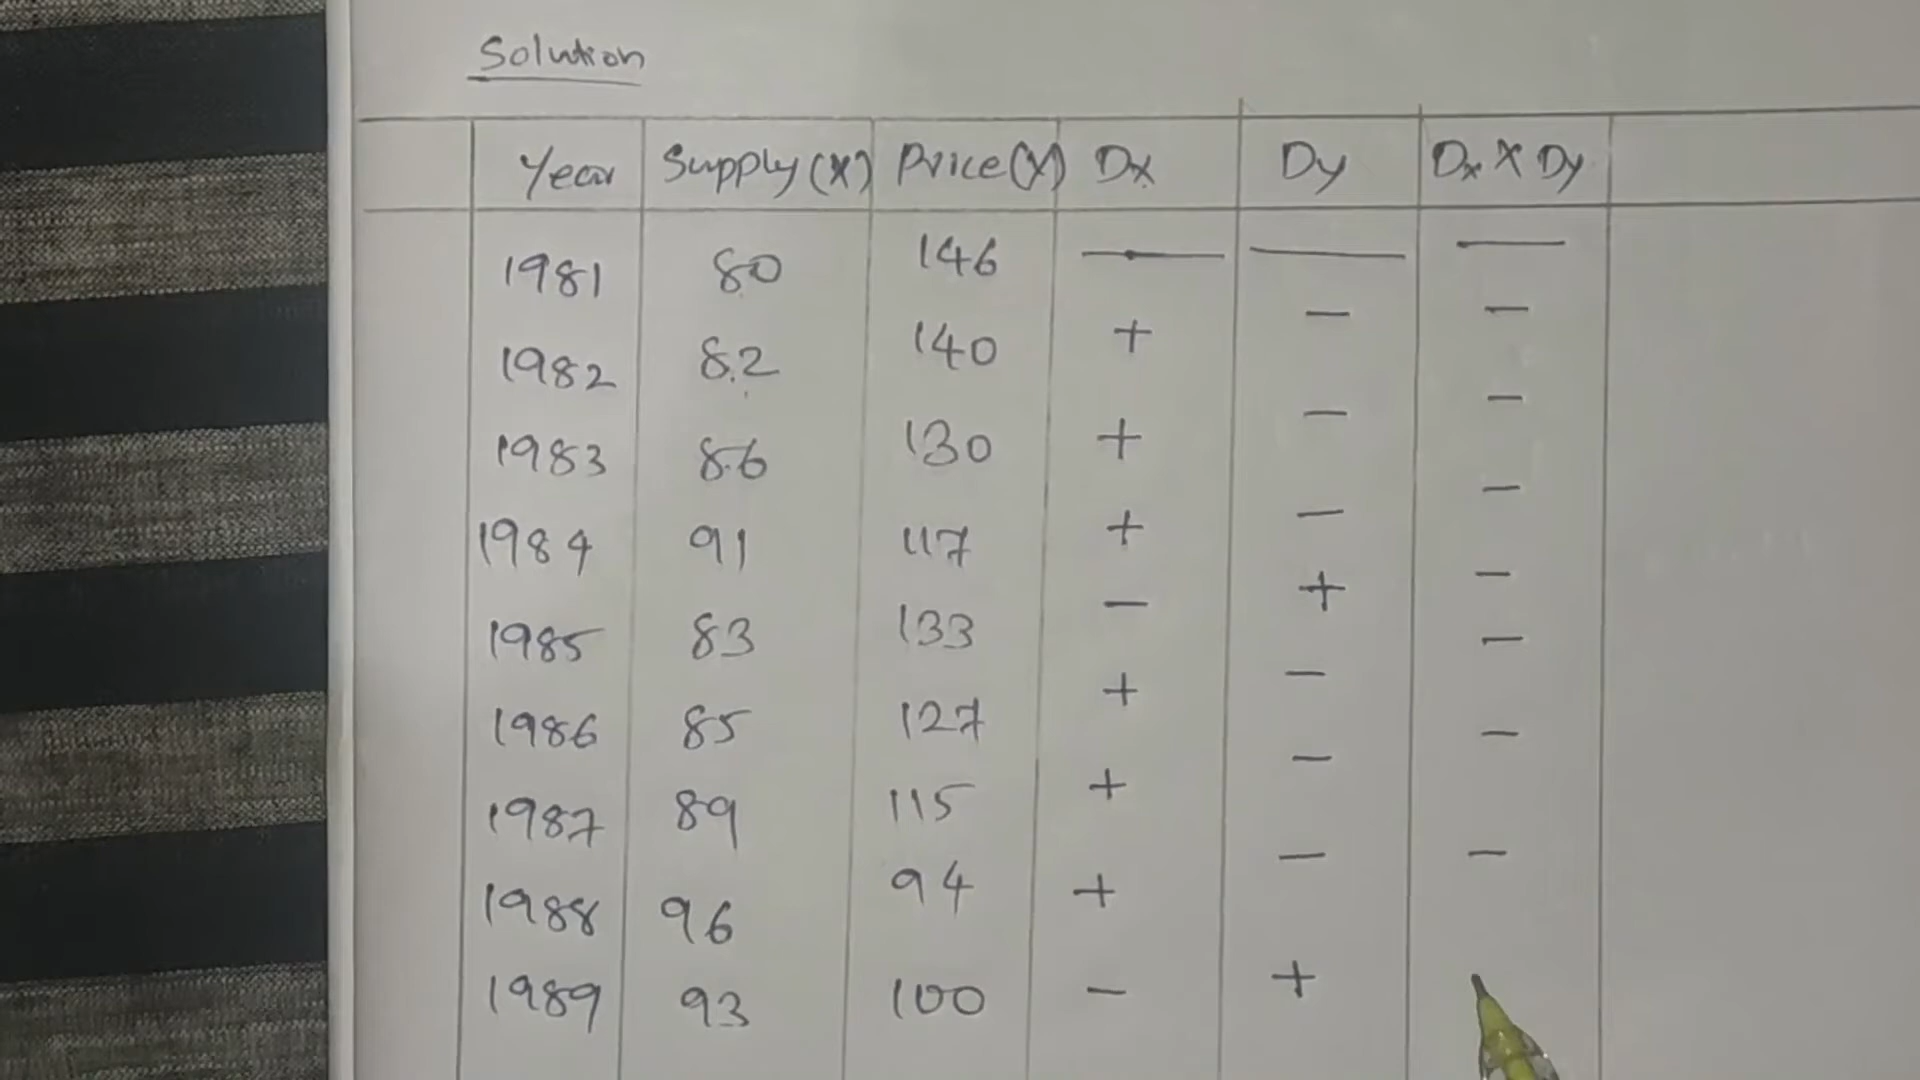 Solution
Year Supply(X) Price(Y) Dx Dy Dx X Dy
1981 80 146 — — —
1982 82 140 + − −
1983 86 130 + − −
1984 91 117 + − −
1985 83 133 − + −
1986 85 127 + − −
1987 89 115 + − −
1988 96 94 + − −
1989 93 100 − +